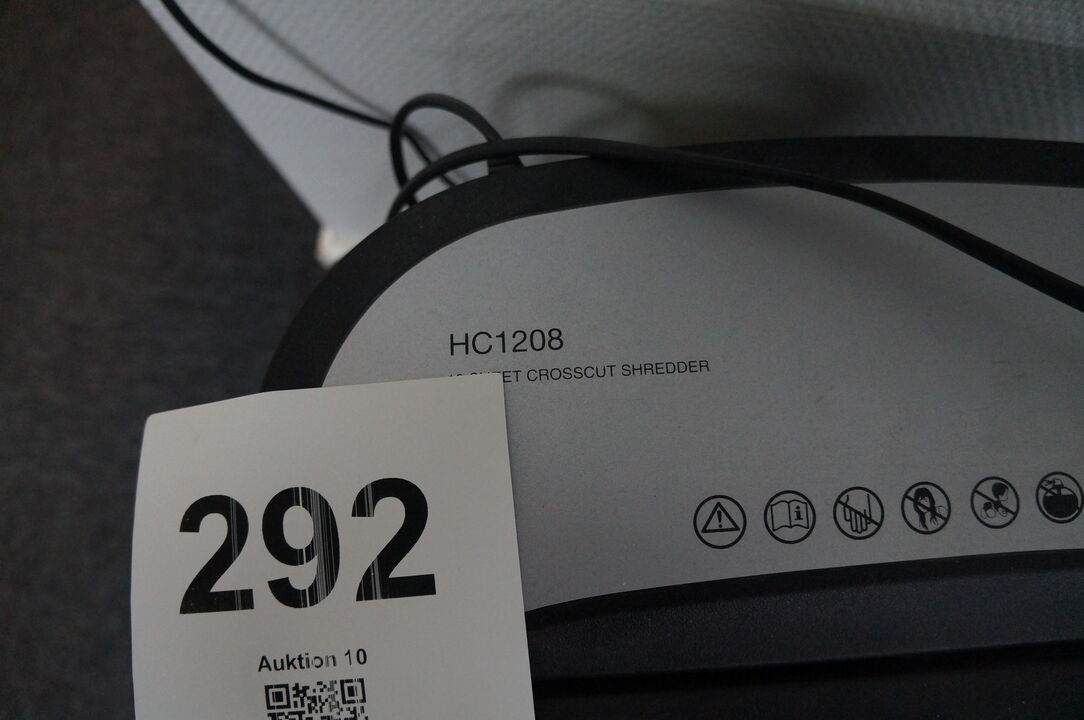 HC1208
CROSSCUT SHREDDER
292
Auktion 10